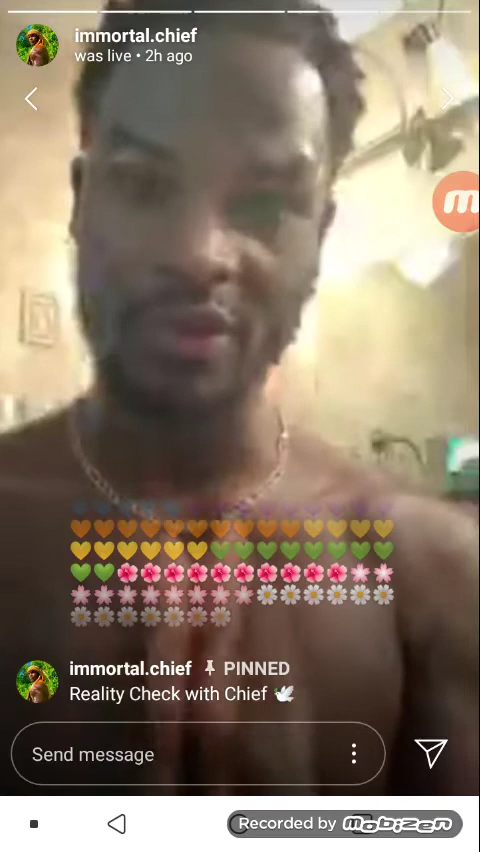 immortal.chief
was live • 2h ago
immortal.chief PINNED
Reality Check with Chief 🕊️
Send message
Recorded by mobizen